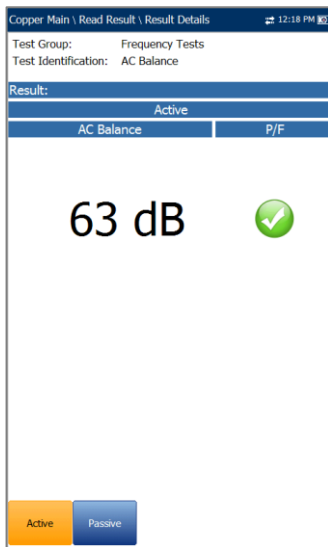 Copper Main \ Read Result \ Result Details 12:18 PM
Test Group: Frequency Tests
Test Identification: AC Balance
Result:
Active
AC Balance P/F
63 dB
Active Passive